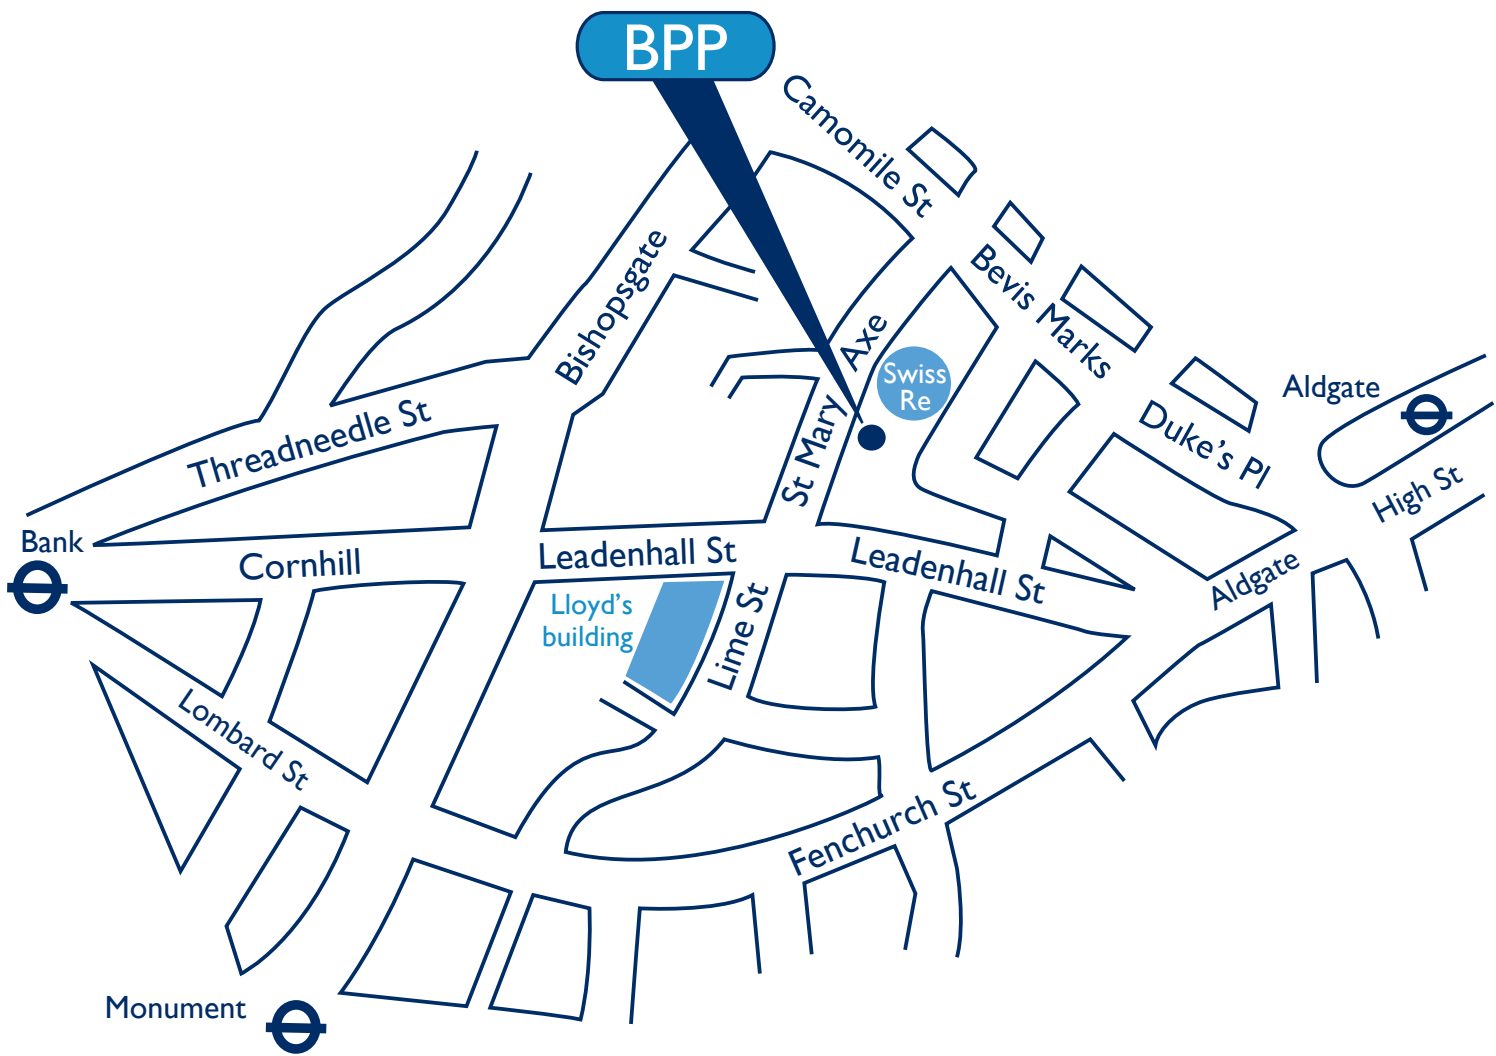 BPP
Camomile St
Bishopsgate
Bevis Marks
St Mary Axe
Swiss
Re
Aldgate
Duke's Pl
Threadneedle St
High St
Bank
Cornhill
Leadenhall St
Leadenhall St
Aldgate
Lloyd's
building
Lime St
Lombard St
Fenchurch St
Monument